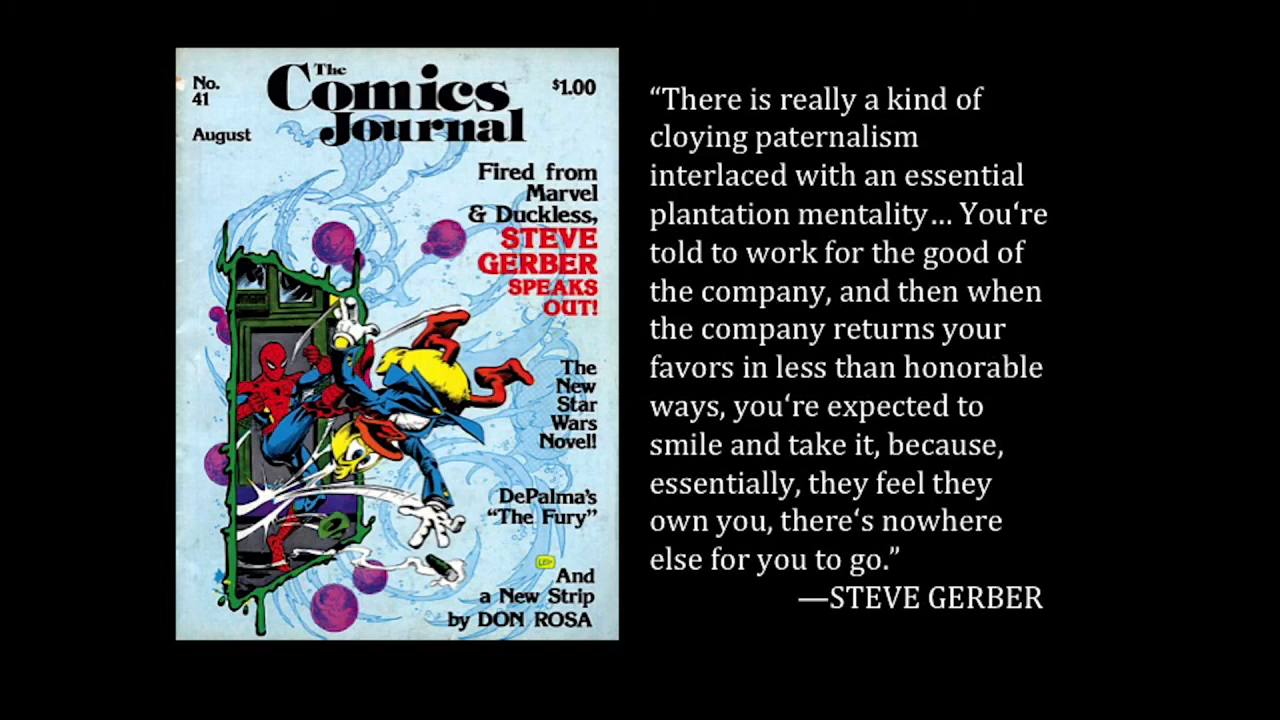 No.
41
August
The
Comics
Journal
$1.00
Fired from
Marvel
& Duckless,
STEVE
GERBER
SPEAKS
OUT!
The
New
Star
Wars
Novel!
DePalma's
"The Fury"
And
a New Strip
by DON ROSA
“There is really a kind of
cloying paternalism
interlaced with an essential
plantation mentality… You‘re
told to work for the good of
the company, and then when
the company returns your
favors in less than honorable
ways, you‘re expected to
smile and take it, because,
essentially, they feel they
own you, there‘s nowhere
else for you to go.”
—STEVE GERBER